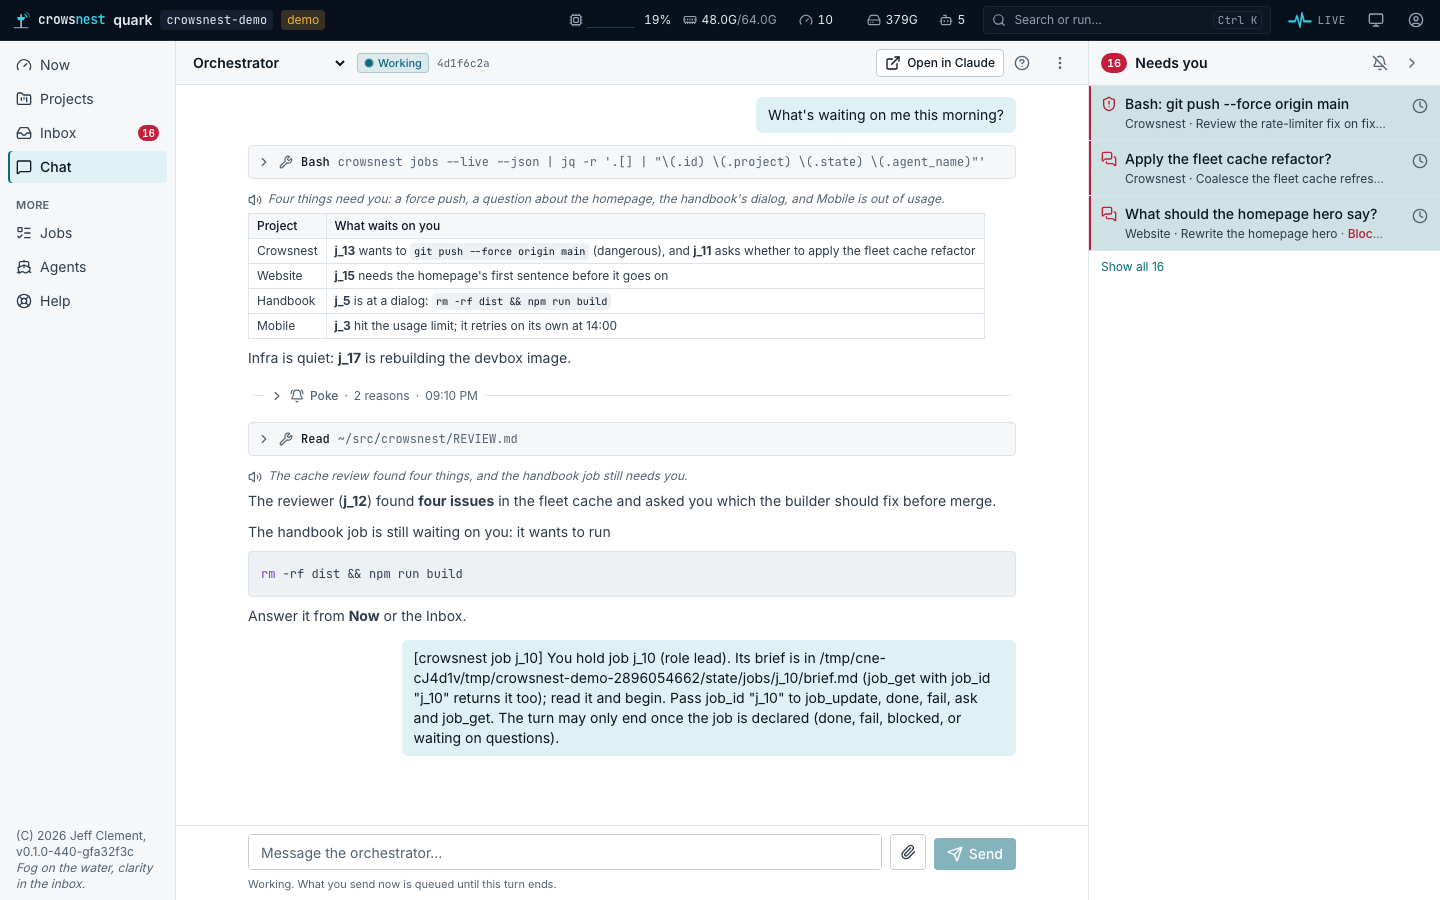 crowsnest quark crowsnest-demo demo 19% 48.0G/64.0G 10 379G 5 Search or run... Ctrl K LIVE
Now
Projects
Inbox 16
Chat
MORE
Jobs
Agents
Help
(C) 2026 Jeff Clement,
v0.1.0-440-gfa32f3c
Fog on the water, clarity
in the inbox.
Orchestrator Working 4d1f6c2a Open in Claude
What's waiting on me this morning?
Bash crowsnest jobs --live --json | jq -r '.[] | "\(.id) \(.project) \(.state) \(.agent_name)"'
Four things need you: a force push, a question about the homepage, the handbook's dialog, and Mobile is out of usage.
Project What waits on you
Crowsnest j_13 wants to git push --force origin main (dangerous), and j_11 asks whether to apply the fleet cache refactor
Website j_15 needs the homepage's first sentence before it goes on
Handbook j_5 is at a dialog: rm -rf dist && npm run build
Mobile j_3 hit the usage limit; it retries on its own at 14:00
Infra is quiet: j_17 is rebuilding the devbox image.
Poke · 2 reasons · 09:10 PM
Read ~/src/crowsnest/REVIEW.md
The cache review found four things, and the handbook job still needs you.
The reviewer (j_12) found four issues in the fleet cache and asked you which the builder should fix before merge.
The handbook job is still waiting on you: it wants to run
rm -rf dist && npm run build
Answer it from Now or the Inbox.
[crowsnest job j_10] You hold job j_10 (role lead). Its brief is in /tmp/cne-
cJ4d1v/tmp/crowsnest-demo-2896054662/state/jobs/j_10/brief.md (job_get with job_id
"j_10" returns it too); read it and begin. Pass job_id "j_10" to job_update, done, fail, ask
and job_get. The turn may only end once the job is declared (done, fail, blocked, or
waiting on questions).
Message the orchestrator...
Send
Working. What you send now is queued until this turn ends.
16 Needs you
Bash: git push --force origin main
Crowsnest · Review the rate-limiter fix on fix...
Apply the fleet cache refactor?
Crowsnest · Coalesce the fleet cache refres...
What should the homepage hero say?
Website · Rewrite the homepage hero · Bloc...
Show all 16